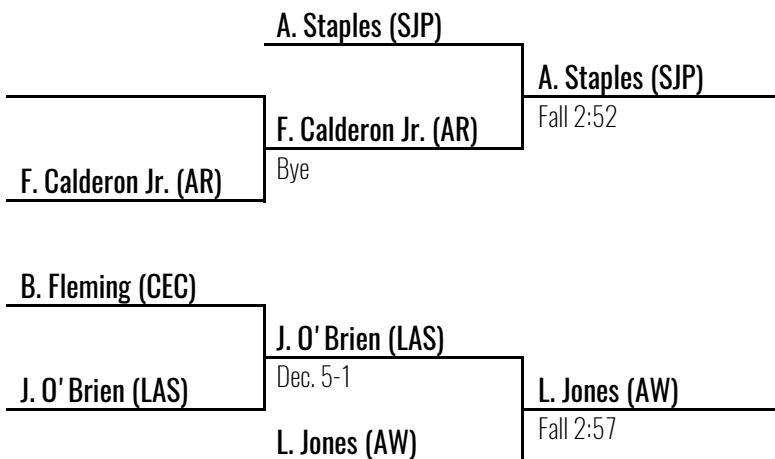 A. Staples (SJP)
A. Staples (SJP)
Fall 2:52
F. Calderon Jr. (AR)
Bye
F. Calderon Jr. (AR)
B. Fleming (CEC)
J. O'Brien (LAS)
Dec. 5-1
J. O'Brien (LAS)
L. Jones (AW)
Fall 2:57
L. Jones (AW)